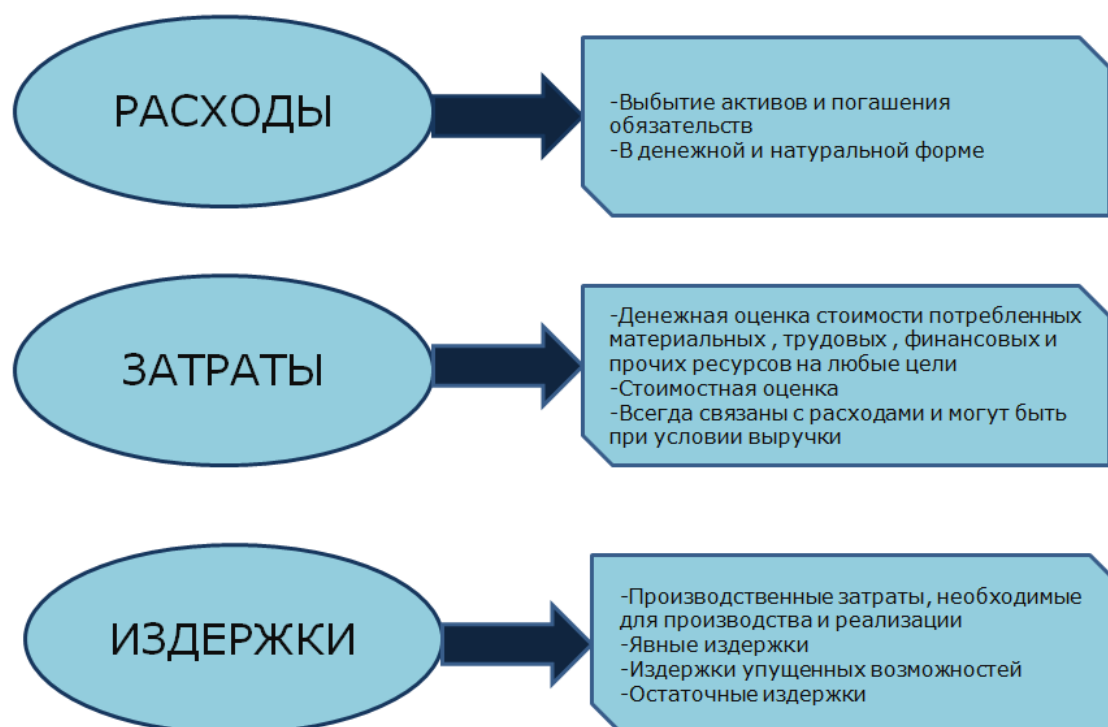 РАСХОДЫ
-Выбытие активов и погашения
обязательств
-В денежной и натуральной форме
ЗАТРАТЫ
-Денежная оценка стоимости потребленных
материальных , трудовых , финансовых и
прочих ресурсов на любые цели
-Стоимостная оценка
-Всегда связаны с расходами и могут быть
при условии выручки
ИЗДЕРЖКИ
-Производственные затраты, необходимые
для производства и реализации
-Явные издержки
-Издержки упущенных возможностей
-Остаточные издержки